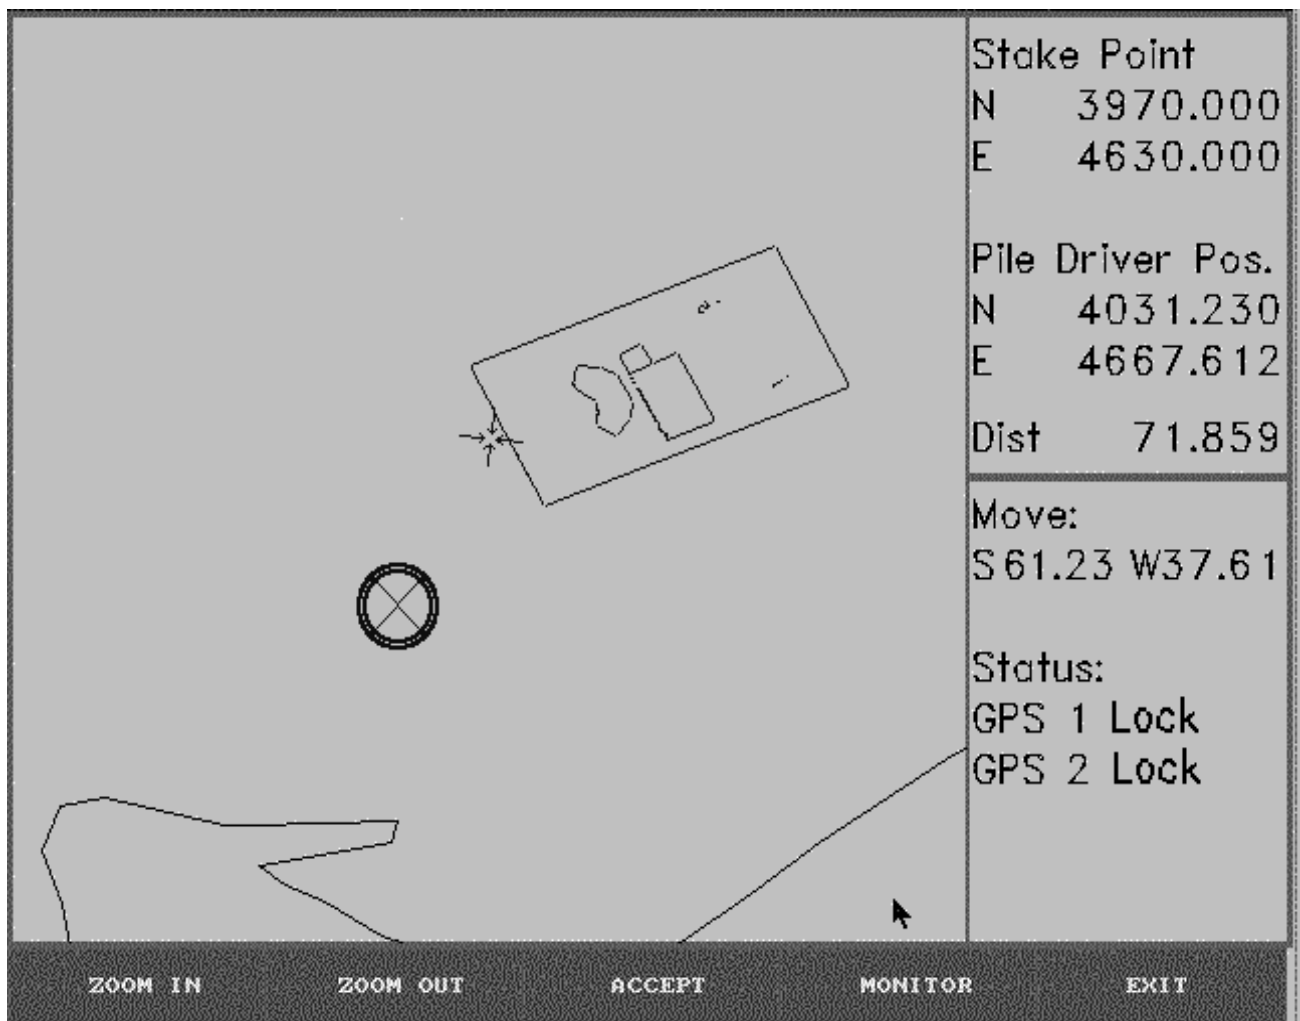 Stake Point
N 3970.000
E 4630.000
Pile Driver Pos.
N 4031.230
E 4667.612
Dist 71.859
Move:
S61.23 W37.61
Status:
GPS 1 Lock
GPS 2 Lock
ZOOM IN ZOOM OUT ACCEPT MONITOR EXIT